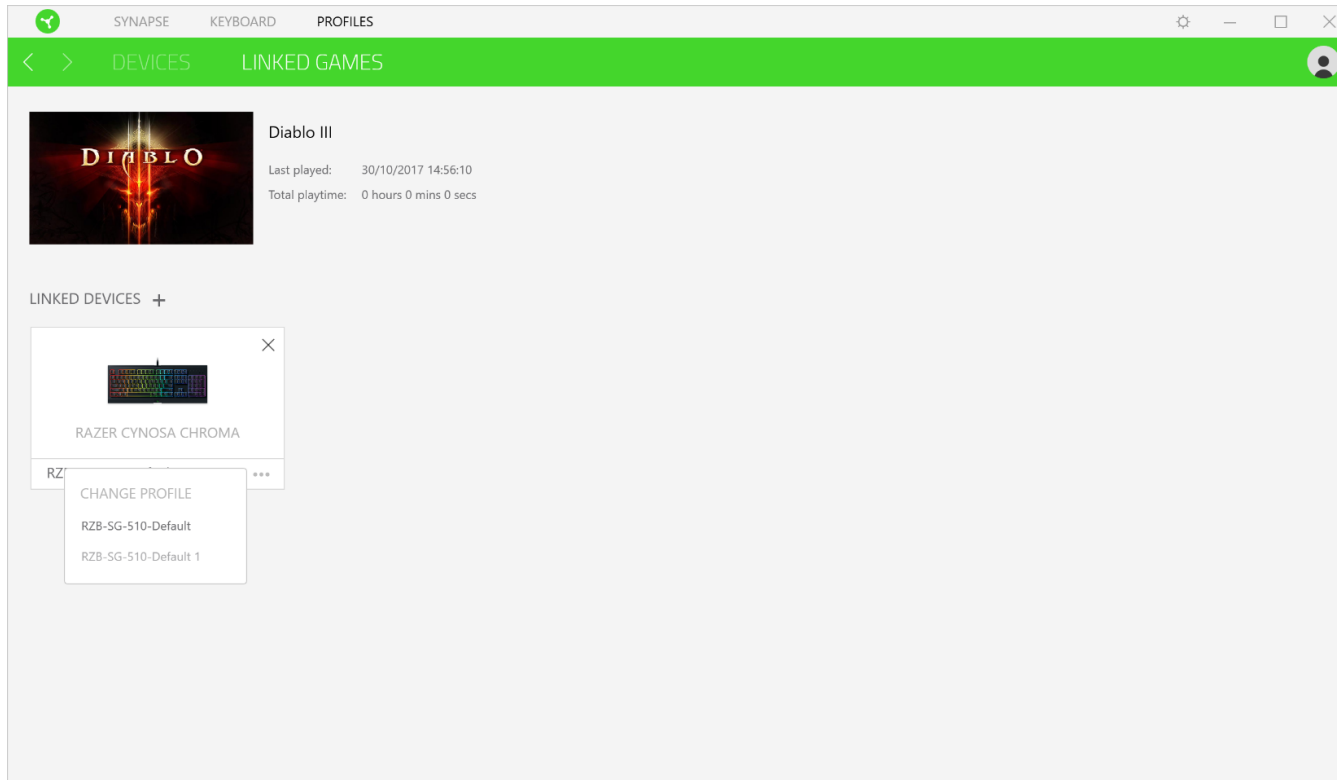 SYNAPSE KEYBOARD PROFILES
DEVICES LINKED GAMES
DIABLO
Diablo III
Last played: 30/10/2017 14:56:10
Total playtime: 0 hours 0 mins 0 secs
LINKED DEVICES +
RAZER CYNOSA CHROMA
CHANGE PROFILE
RZB-SG-510-Default
RZB-SG-510-Default 1